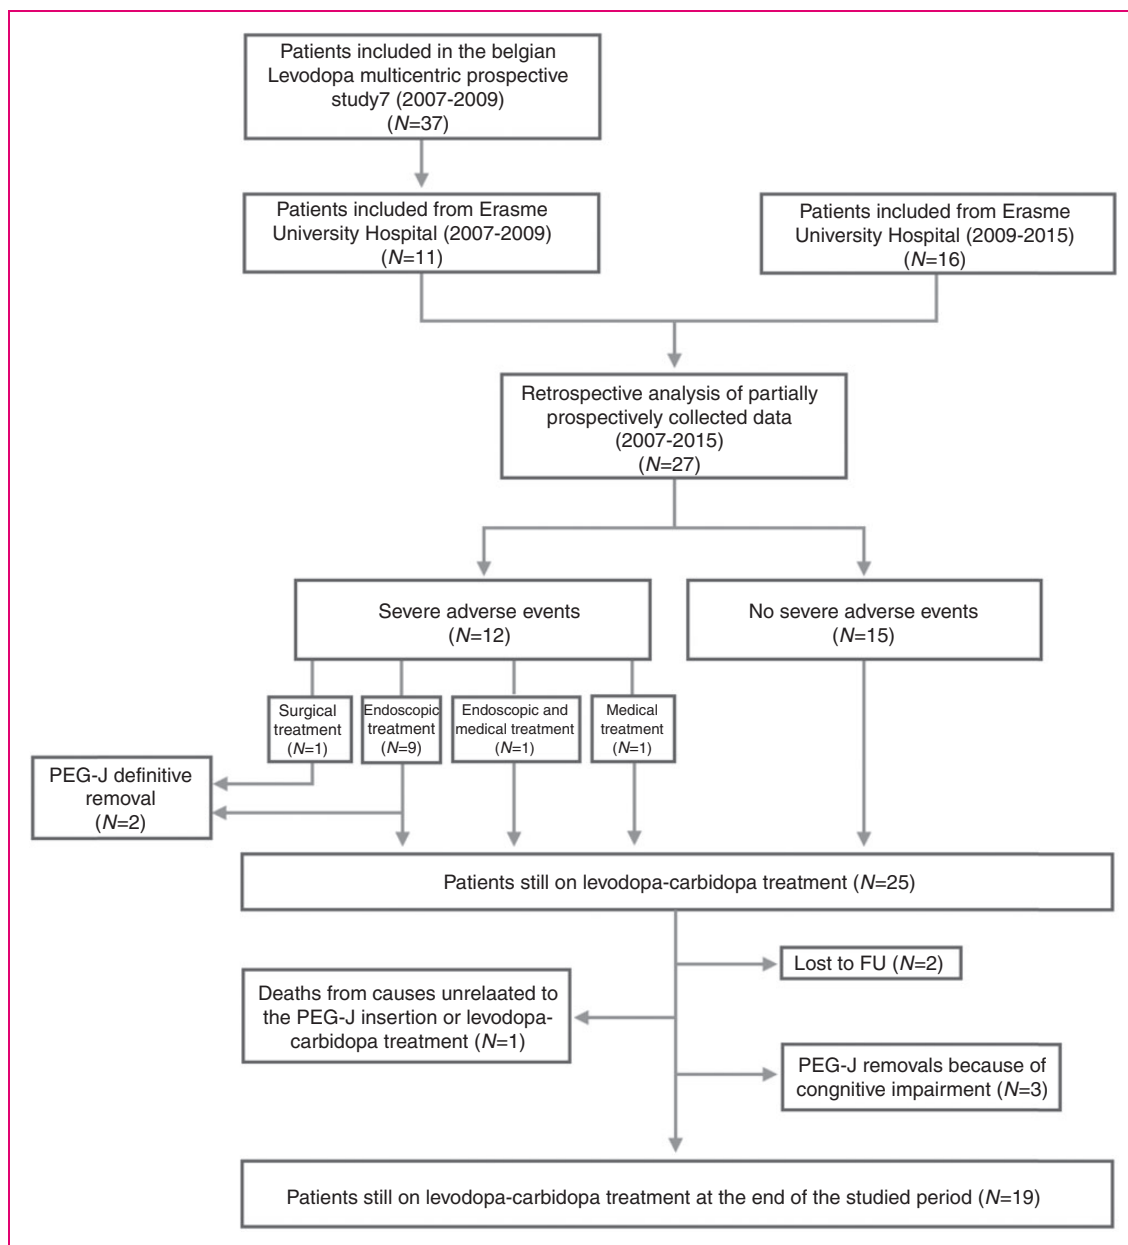 Patients included in the belgian
Levodopa multicentric prospective
study7 (2007-2009)
(N=37)
Patients included from Erasme
University Hospital (2007-2009)
(N=11)
Patients included from Erasme
University Hospital (2009-2015)
(N=16)
Retrospective analysis of partially
prospectively collected data
(2007-2015)
(N=27)
Severe adverse events
(N=12)
No severe adverse events
(N=15)
Surgical
treatment
(N=1)
Endoscopic
treatment
(N=9)
Endoscopic and
medical treatment
(N=1)
Medical
treatment
(N=1)
PEG-J definitive
removal
(N=2)
Patients still on levodopa-carbidopa treatment (N=25)
Lost to FU (N=2)
Deaths from causes unrelaated to
the PEG-J insertion or levodopa-
carbidopa treatment (N=1)
PEG-J removals because of
congnitive impairment (N=3)
Patients still on levodopa-carbidopa treatment at the end of the studied period (N=19)